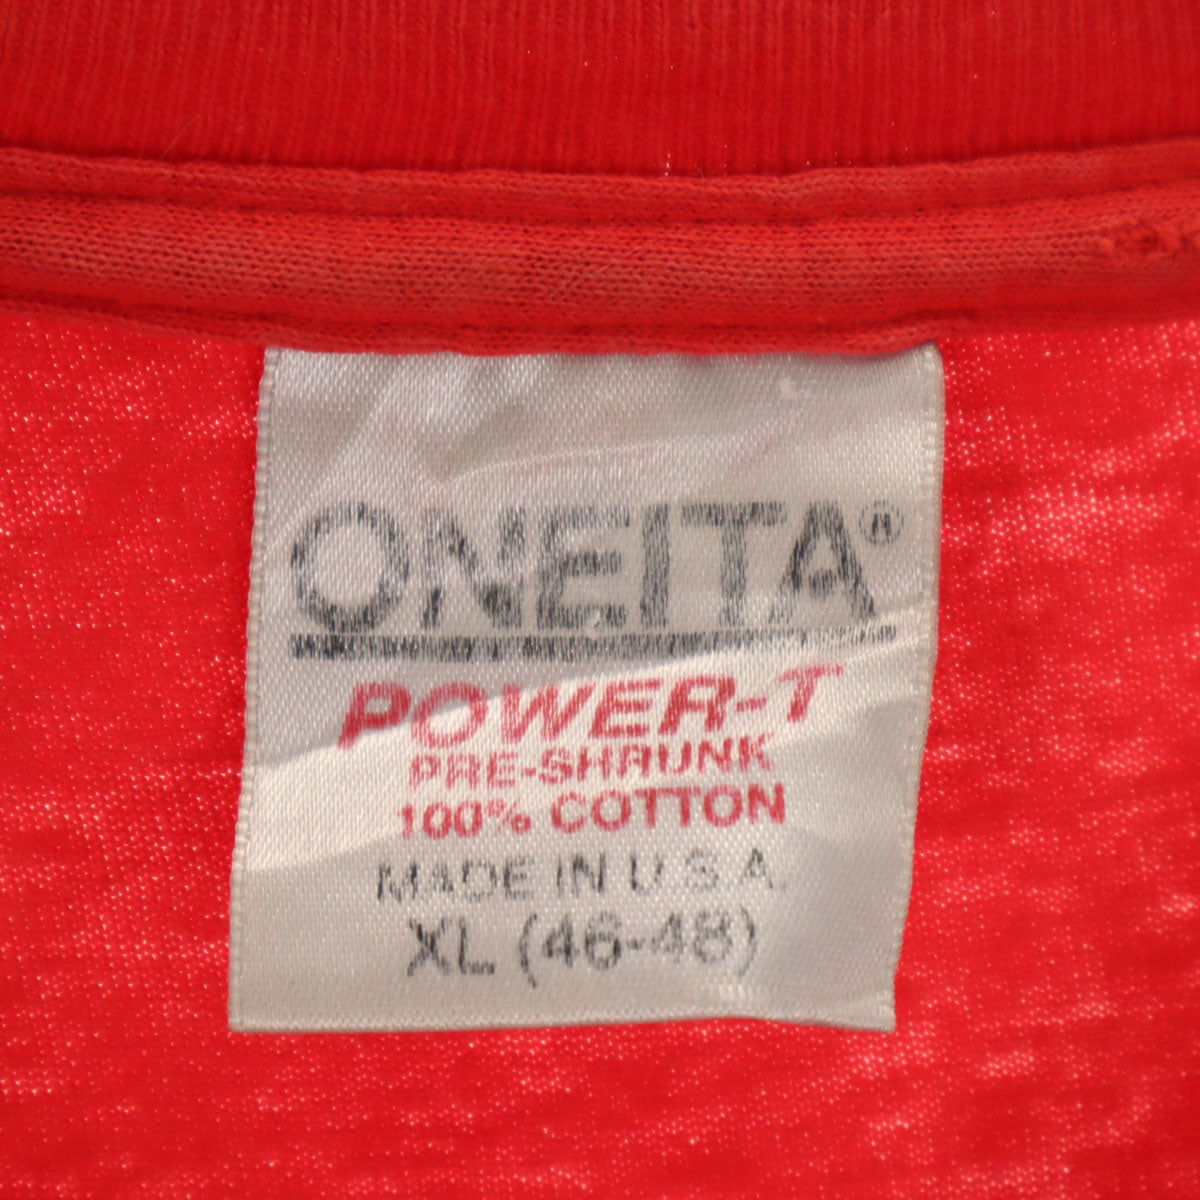 ONEITA®
POWER-T
PRE-SHRUNK
100% COTTON
MADE IN U.S.A.
XL (46-48)